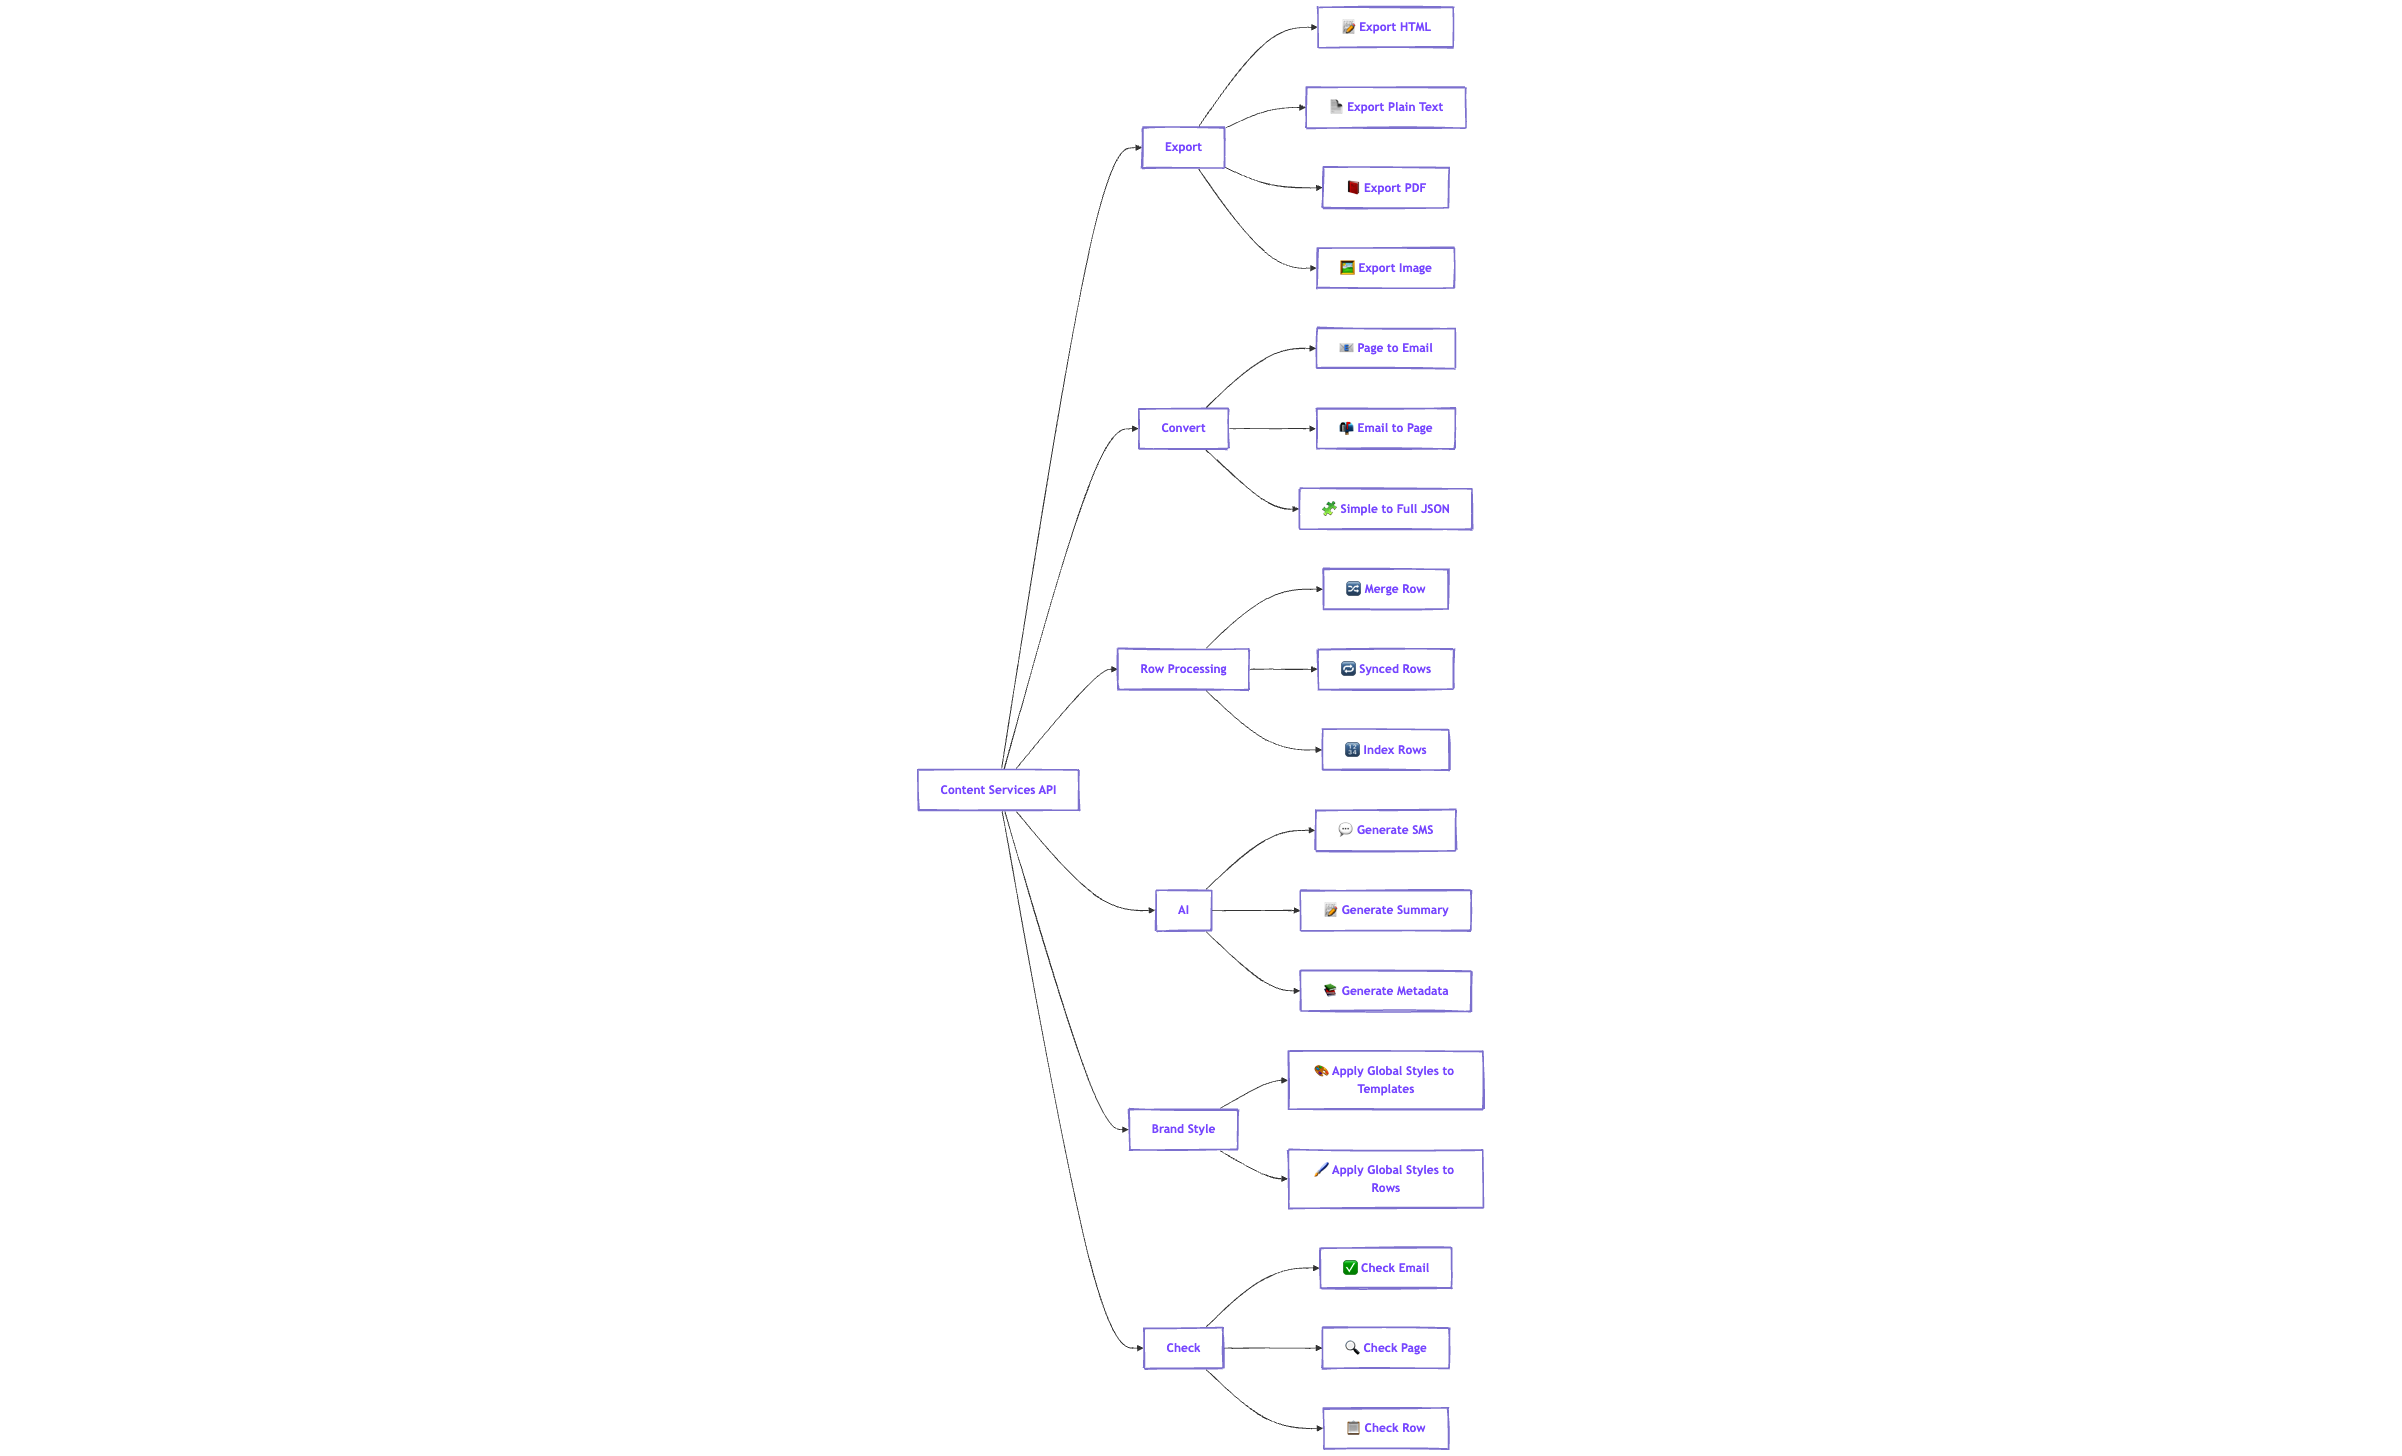 Content Services API
Export
📝 Export HTML
📄 Export Plain Text
📕 Export PDF
🖼️ Export Image
Convert
📧 Page to Email
📬 Email to Page
🧩 Simple to Full JSON
Row Processing
🔀 Merge Row
🔁 Synced Rows
🔢 Index Rows
AI
💬 Generate SMS
📝 Generate Summary
📚 Generate Metadata
Brand Style
🎨 Apply Global Styles to
Templates
🖌️ Apply Global Styles to
Rows
Check
✅ Check Email
🔍 Check Page
📋 Check Row